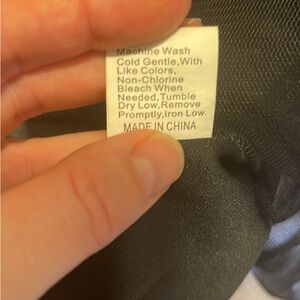 Machine Wash
Cold Gentle,With
Like Colors,
Non-Chlorine
Bleach When
Needed,Tumble
Dry Low,Remove
Promptly,Iron Low.
MADE IN CHINA